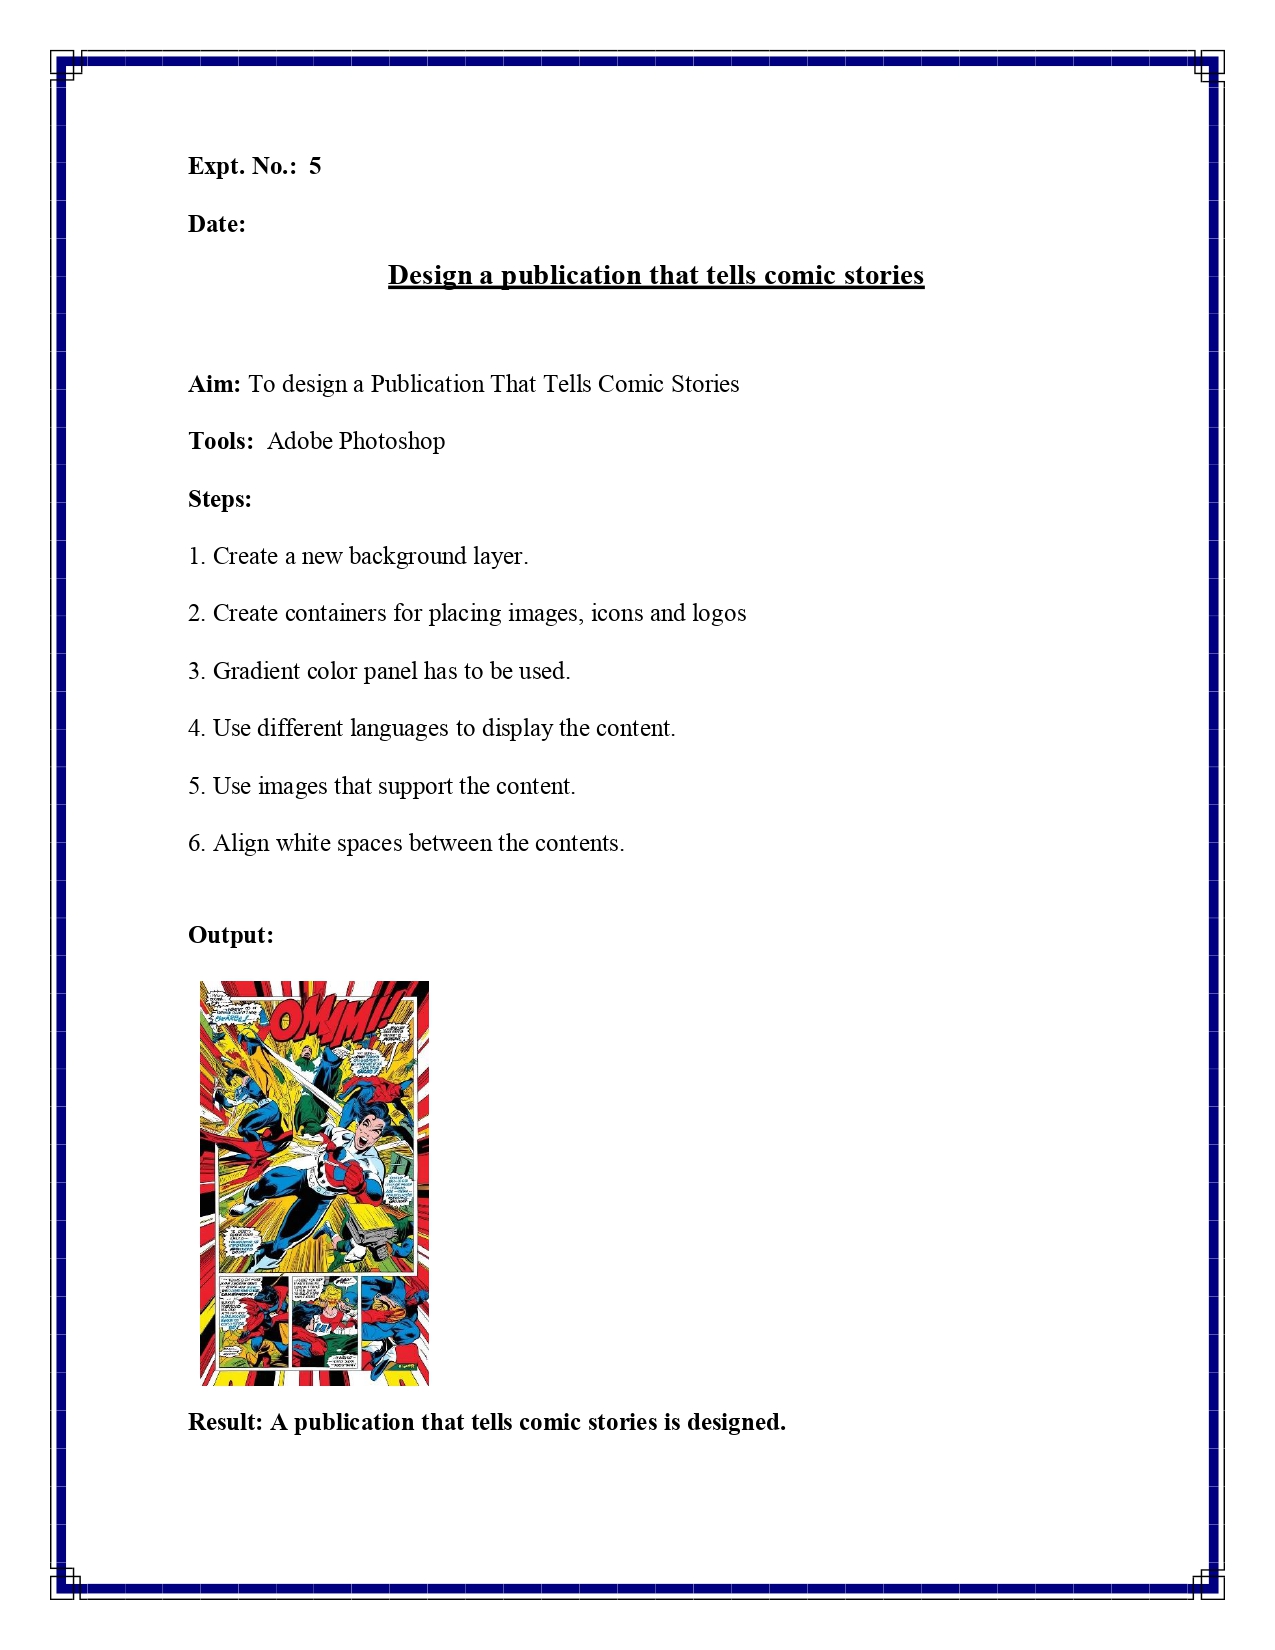 Expt. No.:  5
Date:
Design a publication that tells comic stories
Aim: To design a Publication That Tells Comic Stories
Tools:  Adobe Photoshop
Steps:
1. Create a new background layer.
2. Create containers for placing images, icons and logos
3. Gradient color panel has to be used.
4. Use different languages to display the content.
5. Use images that support the content.
6. Align white spaces between the contents.
Output:
Result: A publication that tells comic stories is designed.